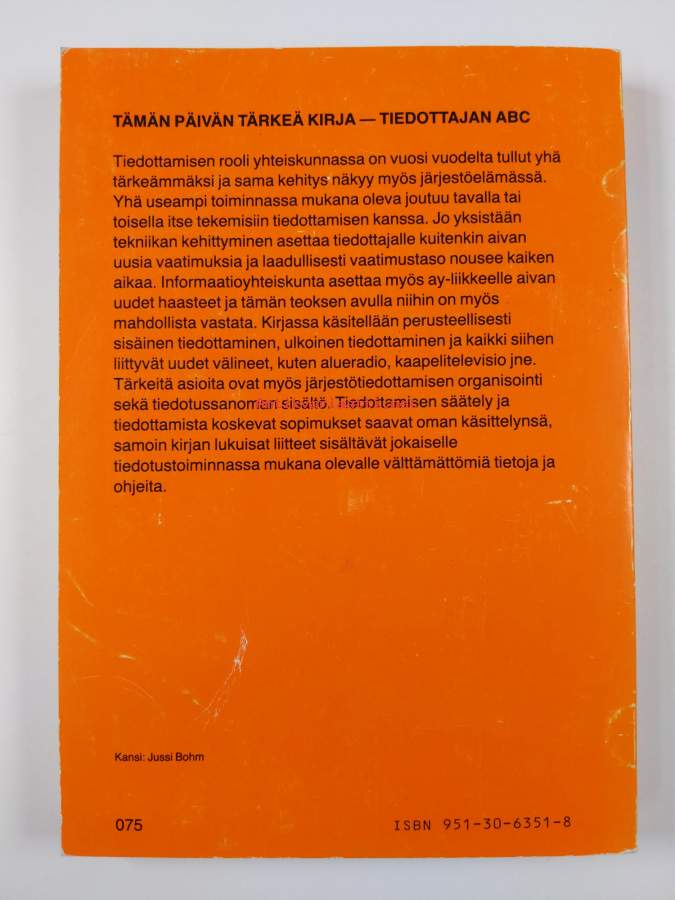 TÄMÄN PÄIVÄN TÄRKEÄ KIRJA — TIEDOTTAJAN ABC
Tiedottamisen rooli yhteiskunnassa on vuosi vuodelta tullut yhä
tärkeämmäksi ja sama kehitys näkyy myös järjestöelämässä.
Yhä useampi toiminnassa mukana oleva joutuu tavalla tai
toisella itse tekemisiin tiedottamisen kanssa. Jo yksistään
tekniikan kehittyminen asettaa tiedottajalle kuitenkin aivan
uusia vaatimuksia ja laadullisesti vaatimustaso nousee kaiken
aikaa. Informaatioyhteiskunta asettaa myös ay-liikkeelle aivan
uudet haasteet ja tämän teoksen avulla niihin on myös
mahdollista vastata. Kirjassa käsitellään perusteellisesti
sisäinen tiedottaminen, ulkoinen tiedottaminen ja kaikki siihen
liittyvät uudet välineet, kuten alueradio, kaapelitelevisio jne.
Tärkeitä asioita ovat myös järjestötiedottamisen organisointi
sekä tiedotussanoman sisältö. Tiedottamisen säätely ja
tiedottamista koskevat sopimukset saavat oman käsittelynsä,
samoin kirjan lukuisat liitteet sisältävät jokaiselle
tiedotustoiminnassa mukana olevalle välttämättömiä tietoja ja
ohjeita.
Kansi: Jussi Bohm
075
ISBN 951-30-6351-8